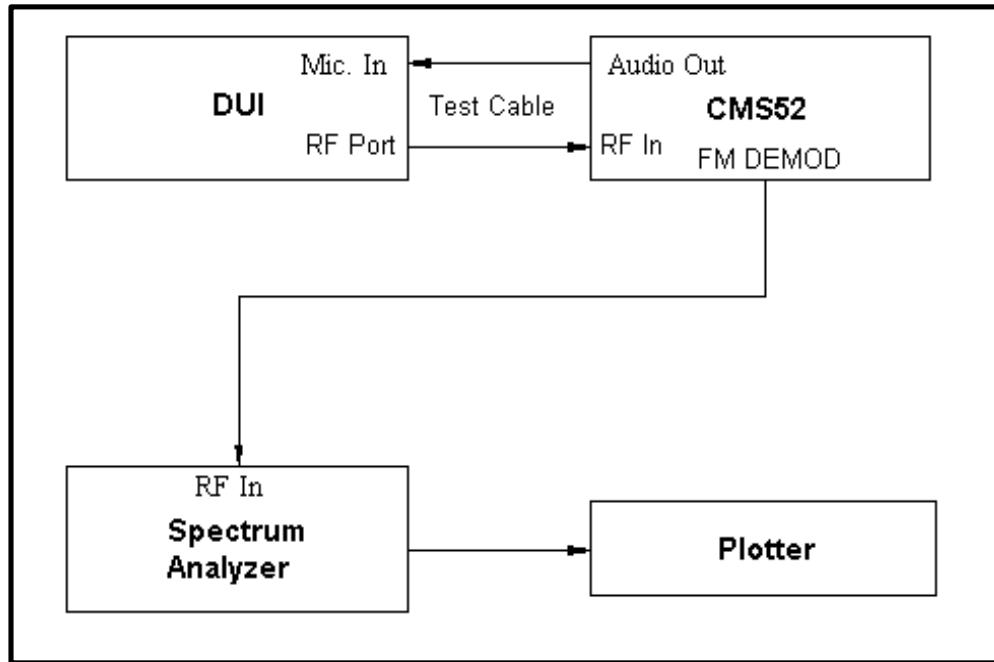 Mic. In
DUI
RF Port
Test Cable
Audio Out
CMS52
RF In
FM DEMOD
RF In
Spectrum
Analyzer
Plotter